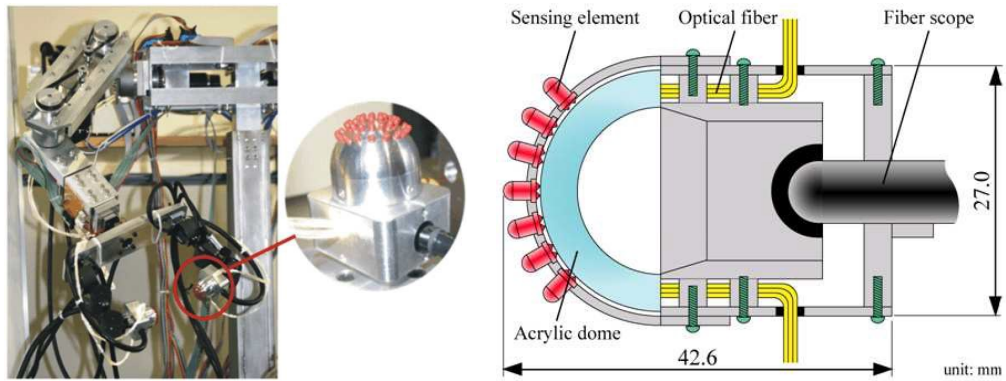 Sensing element
Optical fiber
Fiber scope
27.0
Acrylic dome
42.6
unit: mm